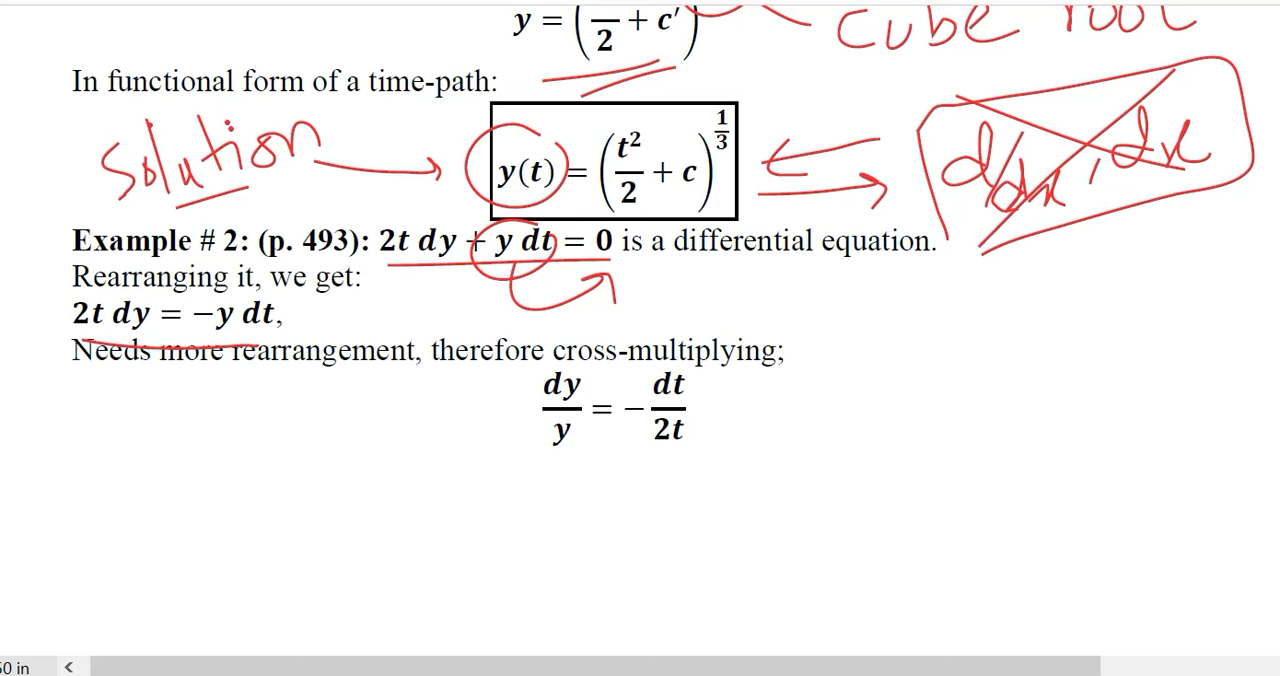 y = ( /2 + c′)
cube root
In functional form of a time-path:
solution
y(t) = (t²/2 + c)^(1/3)
d/dx, dx
Example # 2: (p. 493): 2t dy + y dt = 0 is a differential equation.
Rearranging it, we get:
2t dy = −y dt,
Needs more rearrangement, therefore cross-multiplying;
dy/y = − dt/2t
50 in